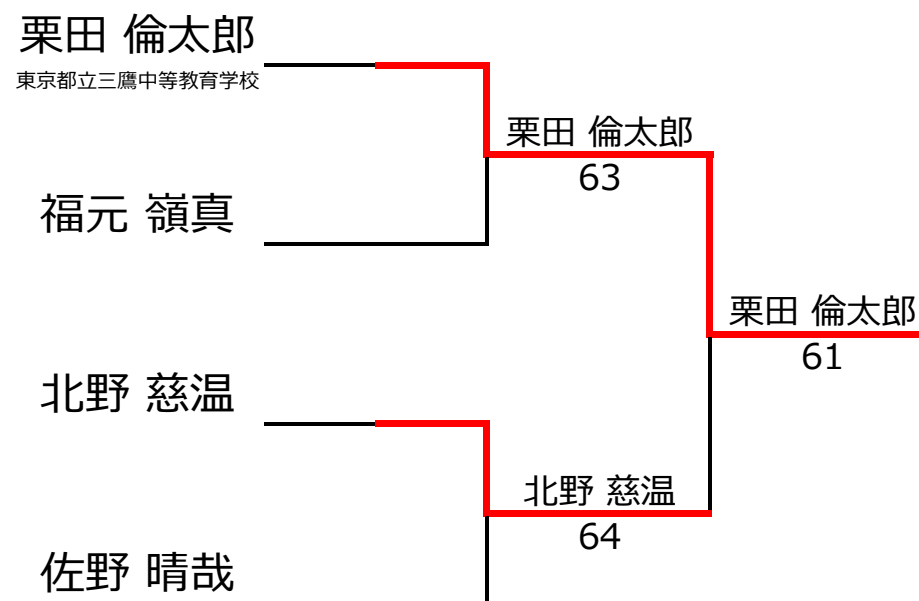 栗田 倫太郎
東京都立三鷹中等教育学校
福元 嶺真
北野 慈温
佐野 晴哉
栗田 倫太郎
63
北野 慈温
64
栗田 倫太郎
61